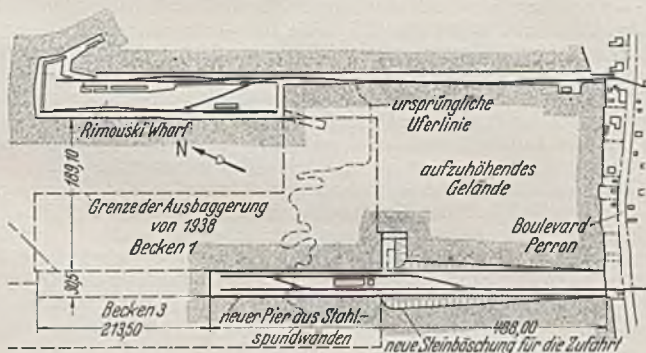 ursprüngliche
Uferlinie
Rimouski Wharf
N
189,10
aufzuhöhendes
Gelände
Grenze der Ausbaggerung
von 1938
Becken 1
Boulevard-
Perron
30,5
Becken 3
213,50
neuer Pier aus Stahl-
spundwänden
488,00
neue Steinböschung für die Zufahrt